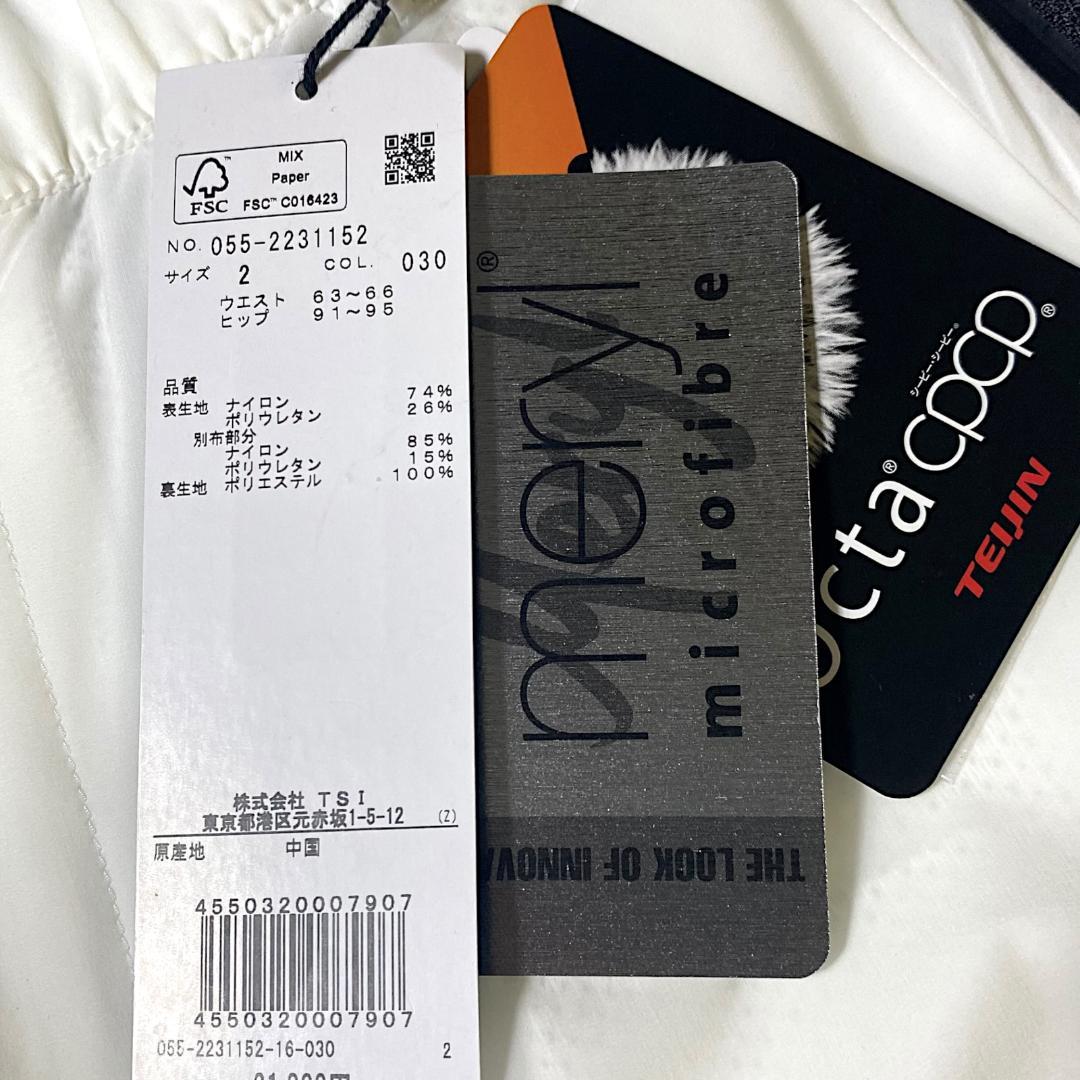 MIX
Paper
FSC™
FSC™ C016423
NO. 055-2231152
サイズ 2 COL. 030
ウエスト 63～66
ヒップ 91～95
品質
表生地 ナイロン 74%
ポリウレタン 26%
別布部分
ナイロン 85%
ポリウレタン 15%
裏生地 ポリエステル 100%
株式会社 TSI
東京都港区元赤坂1-5-12 (Z)
原産地 中国
4550320007907
4550320007907
055-2231152-16-030 2
meryl®
microfibre
THE LOOK OF
octa® cpcp®
シーピー・シーピー®
TEIJIN